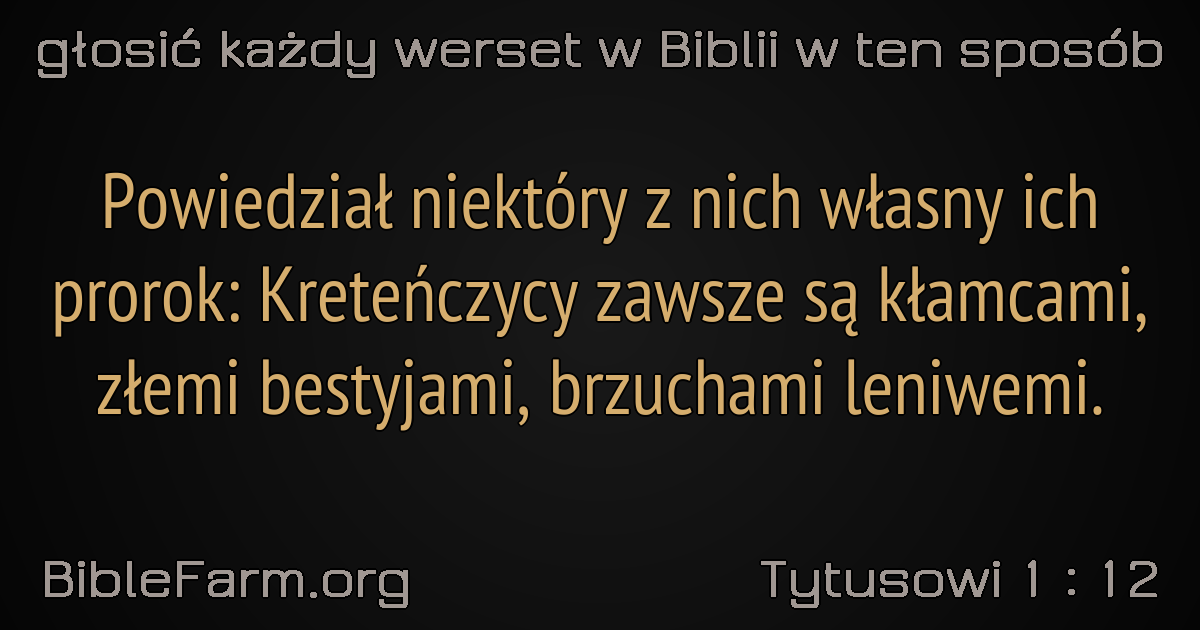 głosić każdy werset w Biblii w ten sposób
Powiedział niektóry z nich własny ich
prorok: Kreteńczycy zawsze są kłamcami,
złemi bestyjami, brzuchami leniwemi.
BibleFarm.org
Tytusowi 1 : 12